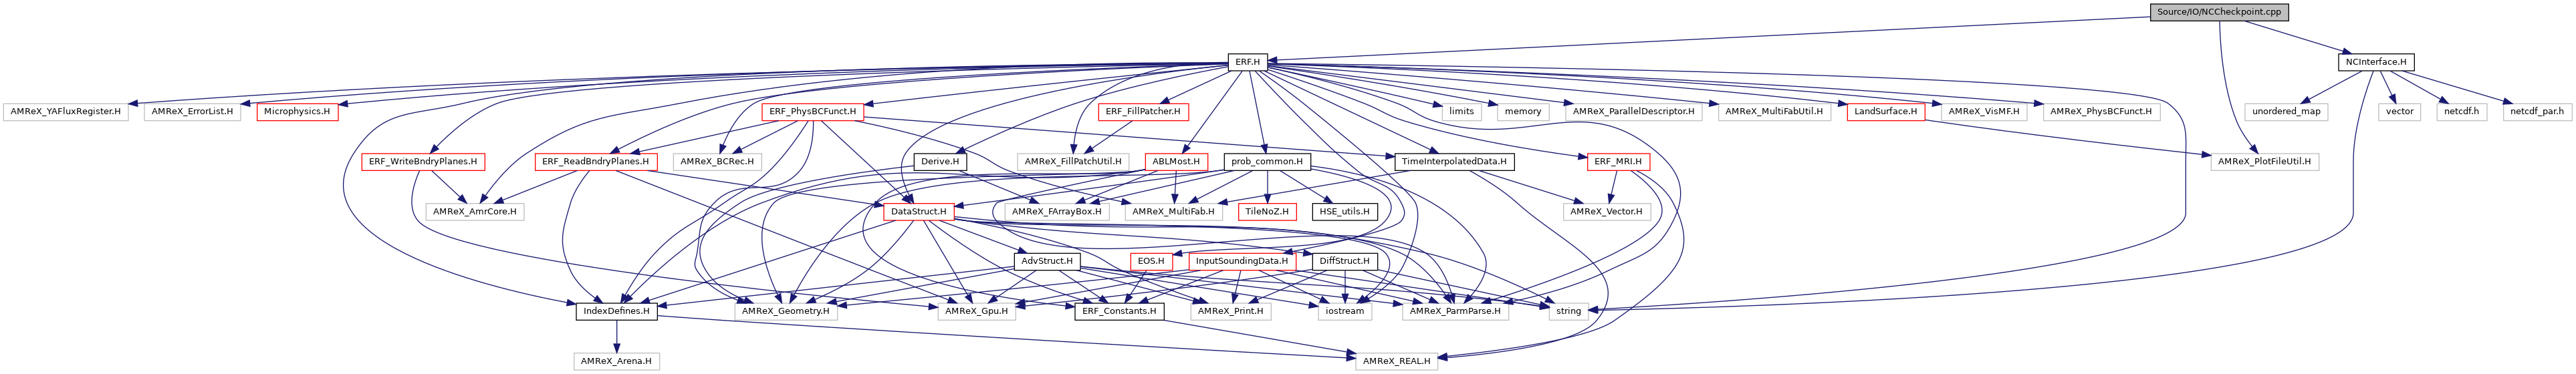 Source/IO/NCCheckpoint.cpp
ERF.H
NCInterface.H
AMReX_YAFluxRegister.H
AMReX_ErrorList.H
Microphysics.H
ERF_PhysBCFunct.H
ERF_FillPatcher.H
limits
memory
AMReX_ParallelDescriptor.H
AMReX_MultiFabUtil.H
LandSurface.H
AMReX_VisMF.H
AMReX_PhysBCFunct.H
unordered_map
vector
netcdf.h
netcdf_par.h
ERF_WriteBndryPlanes.H
ERF_ReadBndryPlanes.H
AMReX_BCRec.H
Derive.H
AMReX_FillPatchUtil.H
ABLMost.H
prob_common.H
TimeInterpolatedData.H
ERF_MRI.H
AMReX_PlotFileUtil.H
AMReX_AmrCore.H
DataStruct.H
AMReX_FArrayBox.H
AMReX_MultiFab.H
TileNoZ.H
HSE_utils.H
AMReX_Vector.H
AdvStruct.H
EOS.H
InputSoundingData.H
DiffStruct.H
IndexDefines.H
AMReX_Geometry.H
AMReX_Gpu.H
ERF_Constants.H
AMReX_Print.H
iostream
AMReX_ParmParse.H
string
AMReX_Arena.H
AMReX_REAL.H